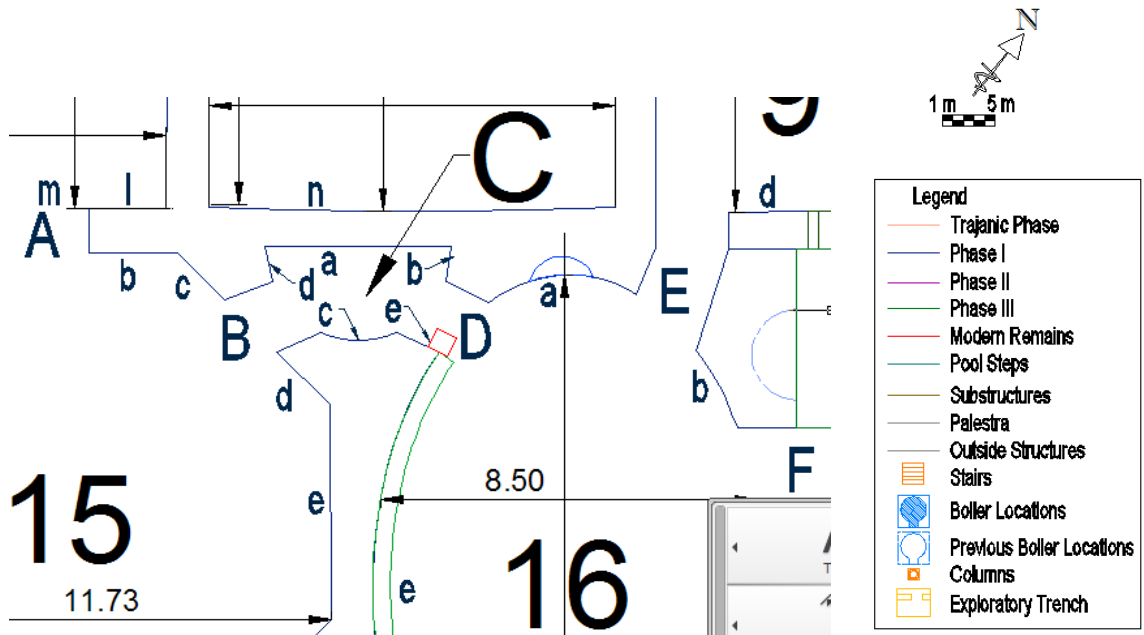 N
1 m 5 m
9
C
m l n d
A
b c d a b a E
B c e D
d b
F
15 e 8.50
16
11.73 e
Legend
Trajanic Phase
Phase I
Phase II
Phase III
Modern Remains
Pool Steps
Substructures
Palestra
Outside Structures
Stairs
Boiler Locations
Previous Boiler Locations
Columns
Exploratory Trench